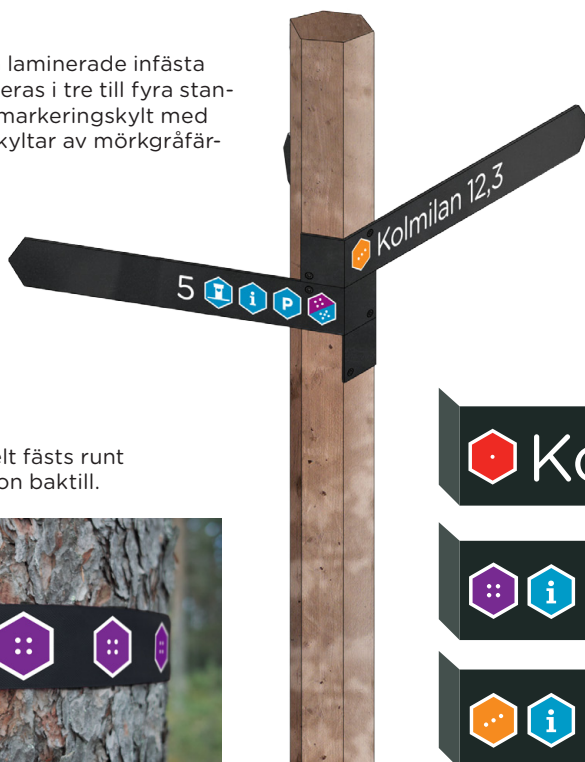 laminerade infästa
eras i tre till fyra stan-
markeringskylt med
kyltar av mörkgråfär-
Kolmilan 12,3
5 i P
elt fästs runt
on baktill.
i
i